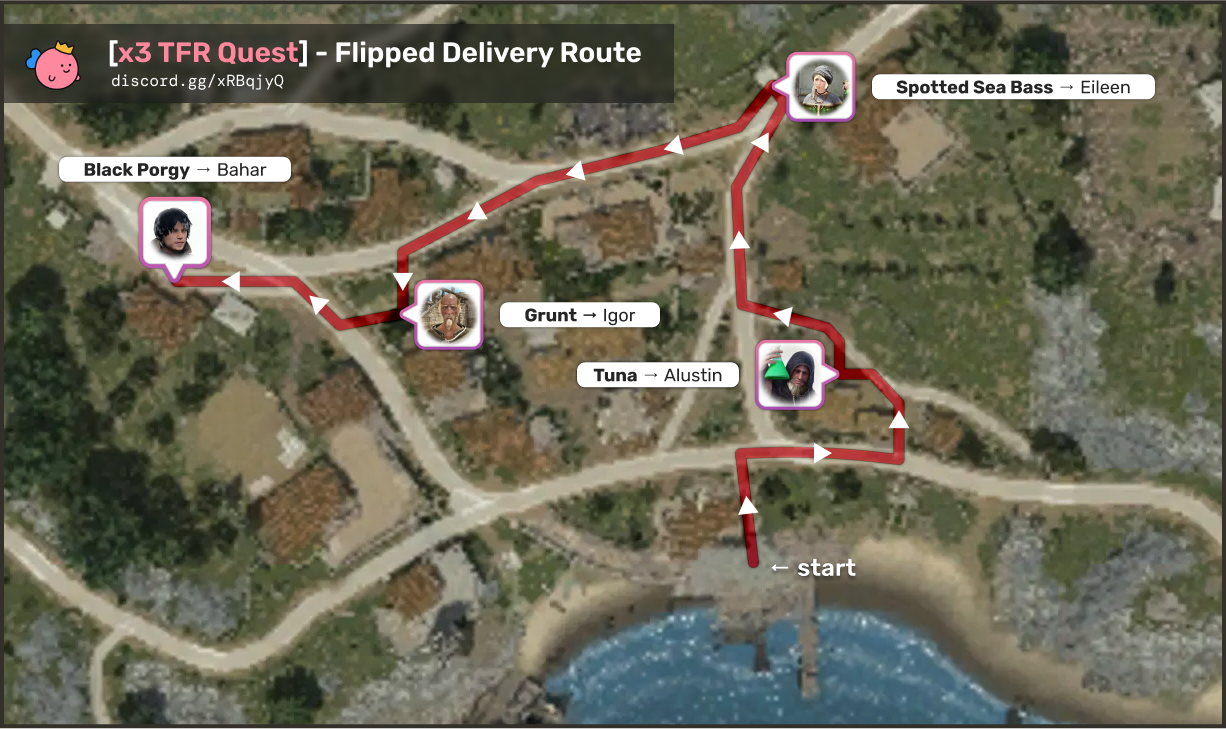 [x3 TFR Quest] - Flipped Delivery Route
discord.gg/xRBqjyQ
Spotted Sea Bass → Eileen
Black Porgy → Bahar
Grunt → Igor
Tuna → Alustin
← start